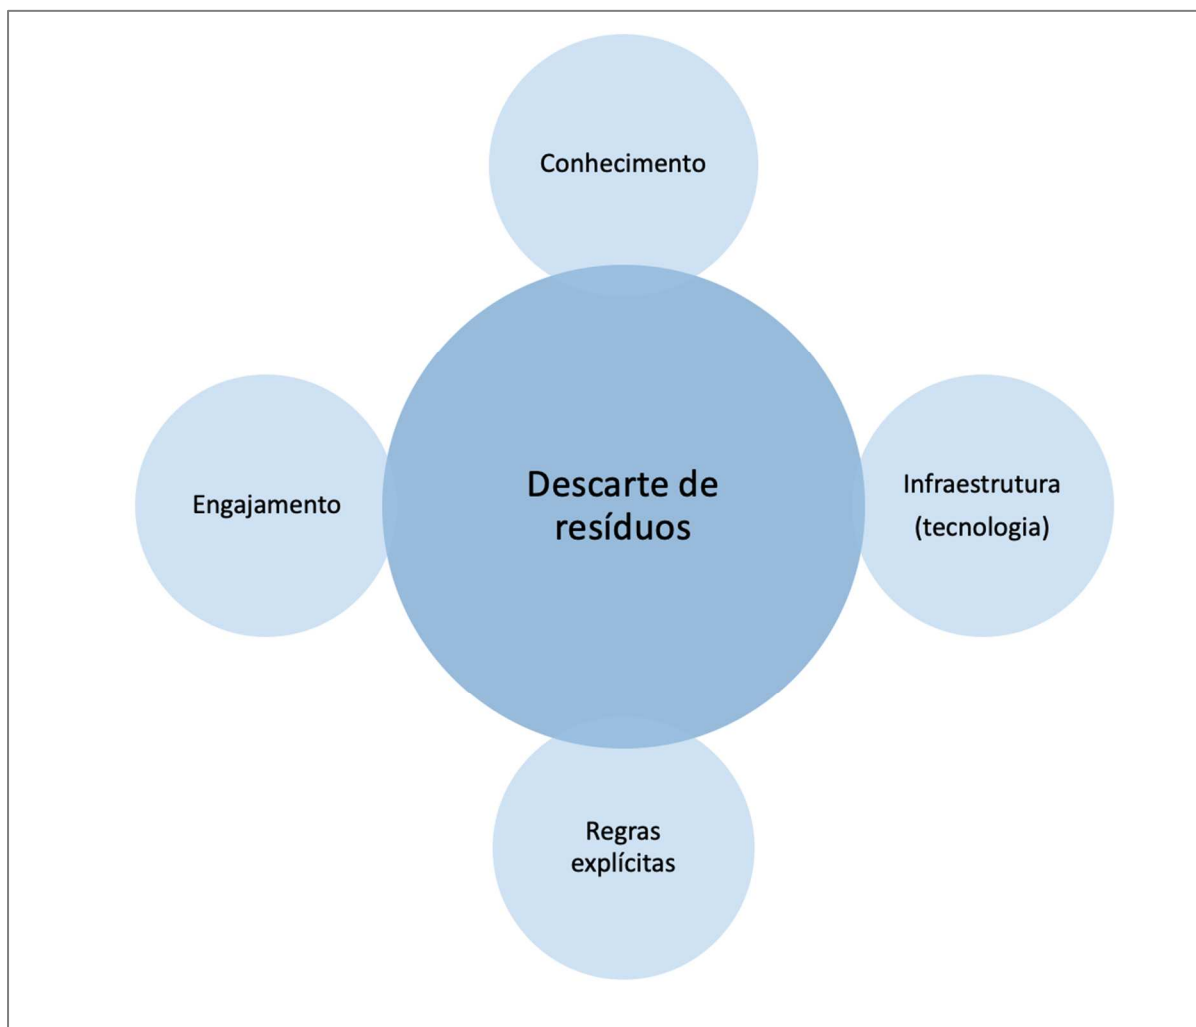 Conhecimento
Engajamento
Descarte de
resíduos
Infraestrutura
(tecnologia)
Regras
explícitas